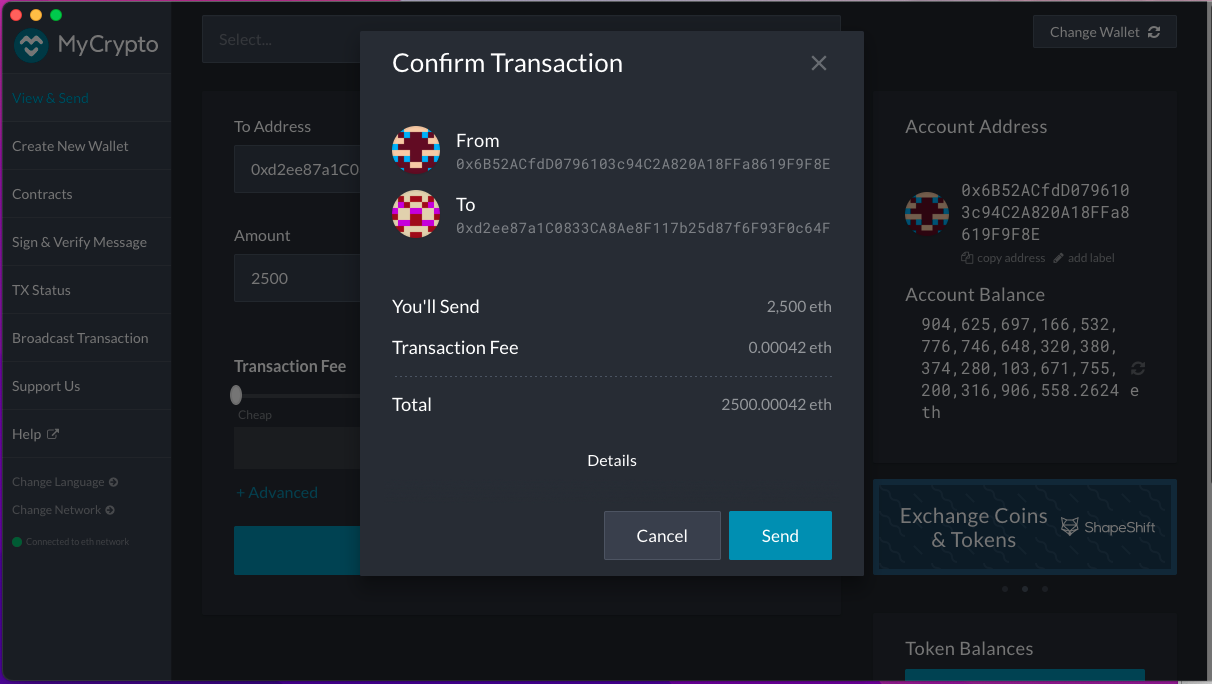 MyCrypto
Select...
Change Wallet
View & Send
Create New Wallet
Contracts
Sign & Verify Message
TX Status
Broadcast Transaction
Support Us
Help
Change Language
Change Network
Connected to eth network
To Address
0xd2ee87a1C0
Amount
2500
Transaction Fee
Cheap
+ Advanced
Confirm Transaction
From
0x6B52ACfdD0796103c94C2A820A18FFa8619F9F8E
To
0xd2ee87a1C0833CA8Ae8F117b25d87f6F93F0c64F
You'll Send 2,500 eth
Transaction Fee 0.00042 eth
Total 2500.00042 eth
Details
Cancel Send
Account Address
0x6B52ACfdD079610
3c94C2A820A18FFa8
619F9F8E
copy address add label
Account Balance
904,625,697,166,532,
776,746,648,320,380,
374,280,103,671,755,
200,316,906,558.2624 e
th
Exchange Coins
& Tokens
ShapeShift
Token Balances